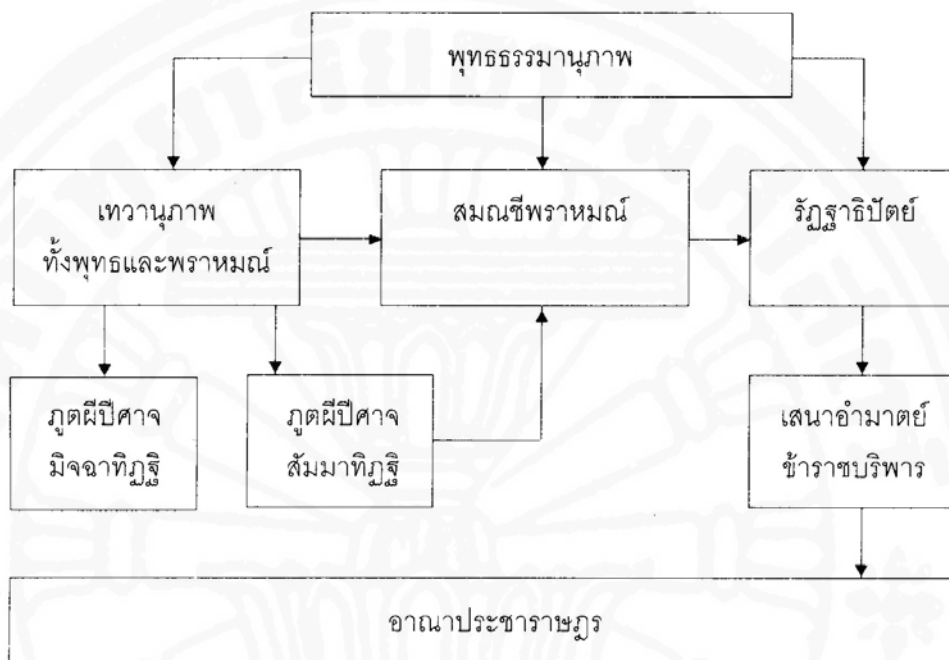 พุทธธรรมานุภาพ
เทวานุภาพ
ทั้งพุทธและพราหมณ์
สมณชีพราหมณ์
รัฏฐาธิปัตย์
ภูตผีปีศาจ
มิจฉาทิฏฐิ
ภูตผีปีศาจ
สัมมาทิฏฐิ
เสนาอำมาตย์
ข้าราชบริพาร
อาณาประชาราษฎร